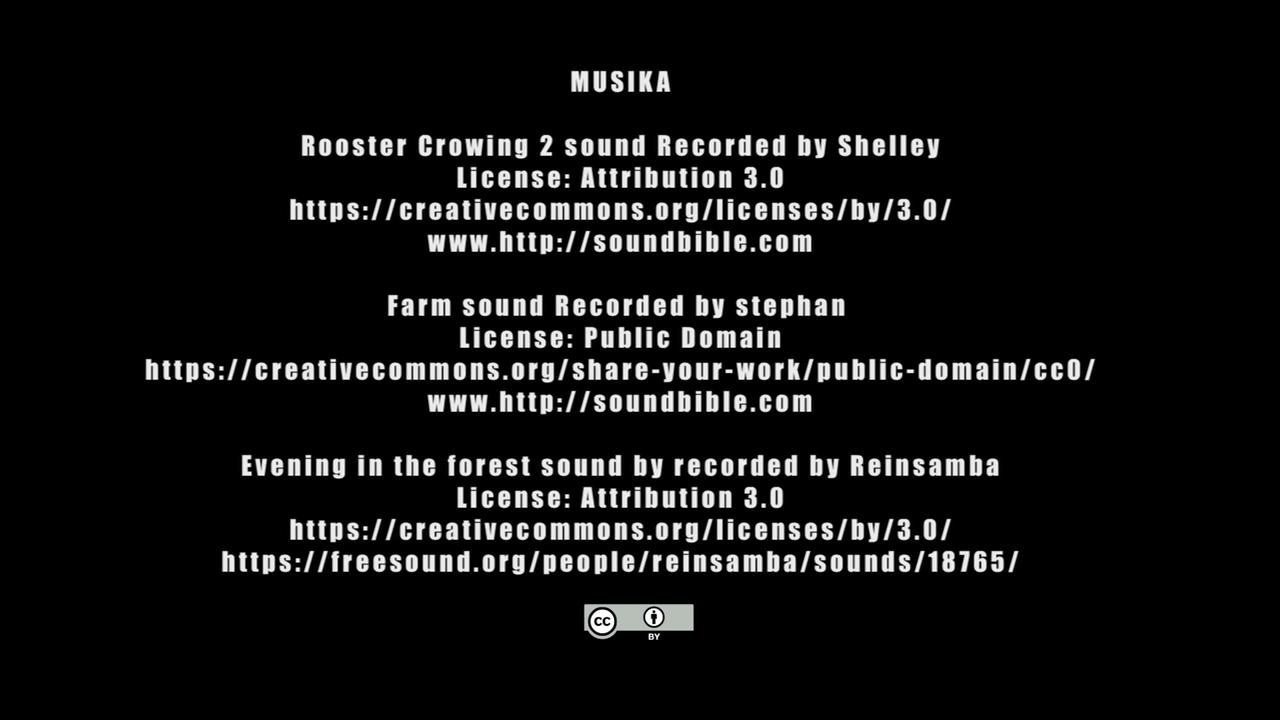 MUSIKA
Rooster Crowing 2 sound Recorded by Shelley
License: Attribution 3.0
https://creativecommons.org/licenses/by/3.0/
www.http://soundbible.com
Farm sound Recorded by stephan
License: Public Domain
https://creativecommons.org/share-your-work/public-domain/cc0/
www.http://soundbible.com
Evening in the forest sound by recorded by Reinsamba
License: Attribution 3.0
https://creativecommons.org/licenses/by/3.0/
https://freesound.org/people/reinsamba/sounds/18765/
cc
BY